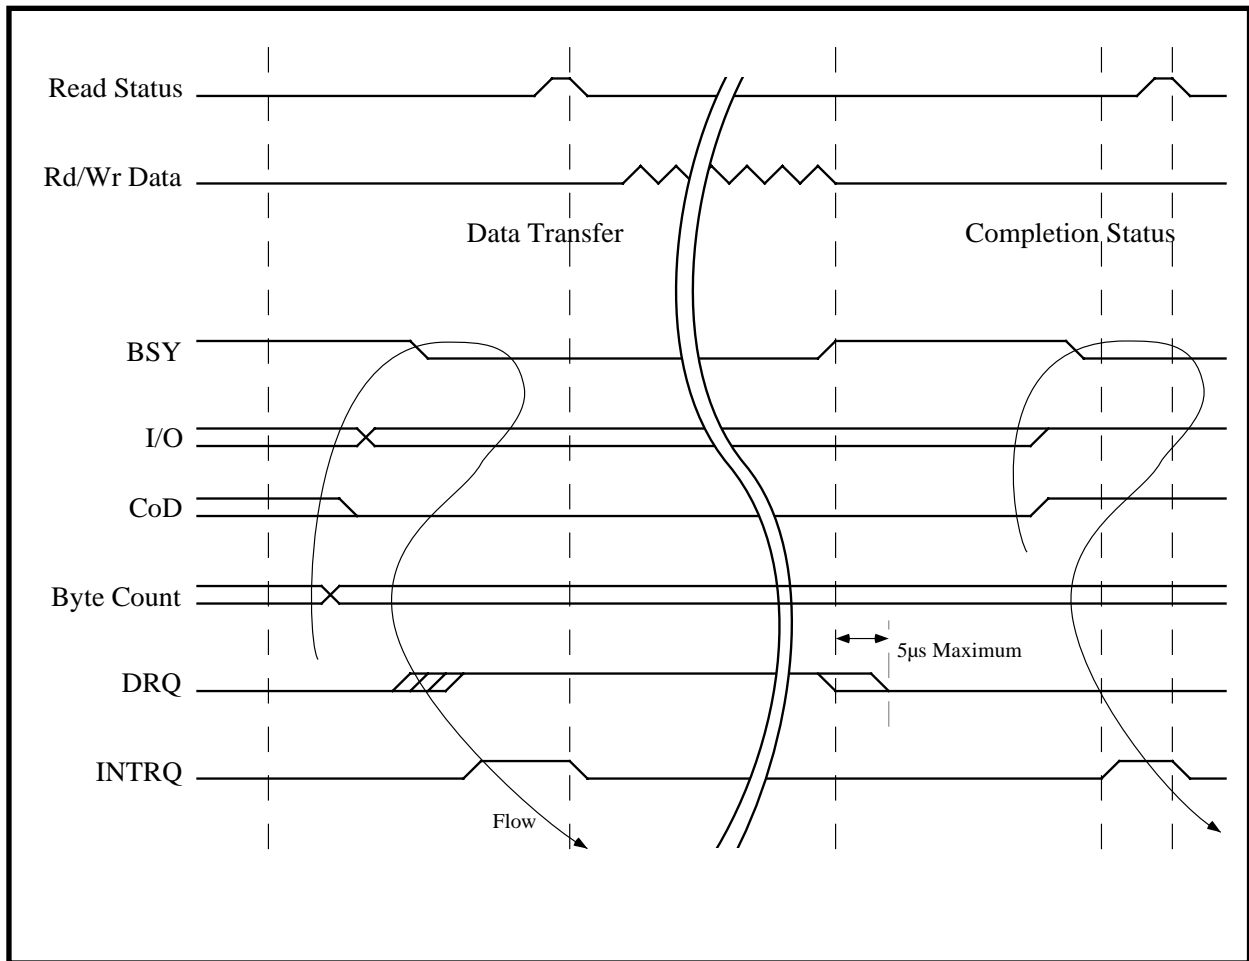 Read Status
Rd/Wr Data
Data Transfer
Completion Status
BSY
I/O
CoD
Byte Count
5µs Maximum
DRQ
INTRQ
Flow